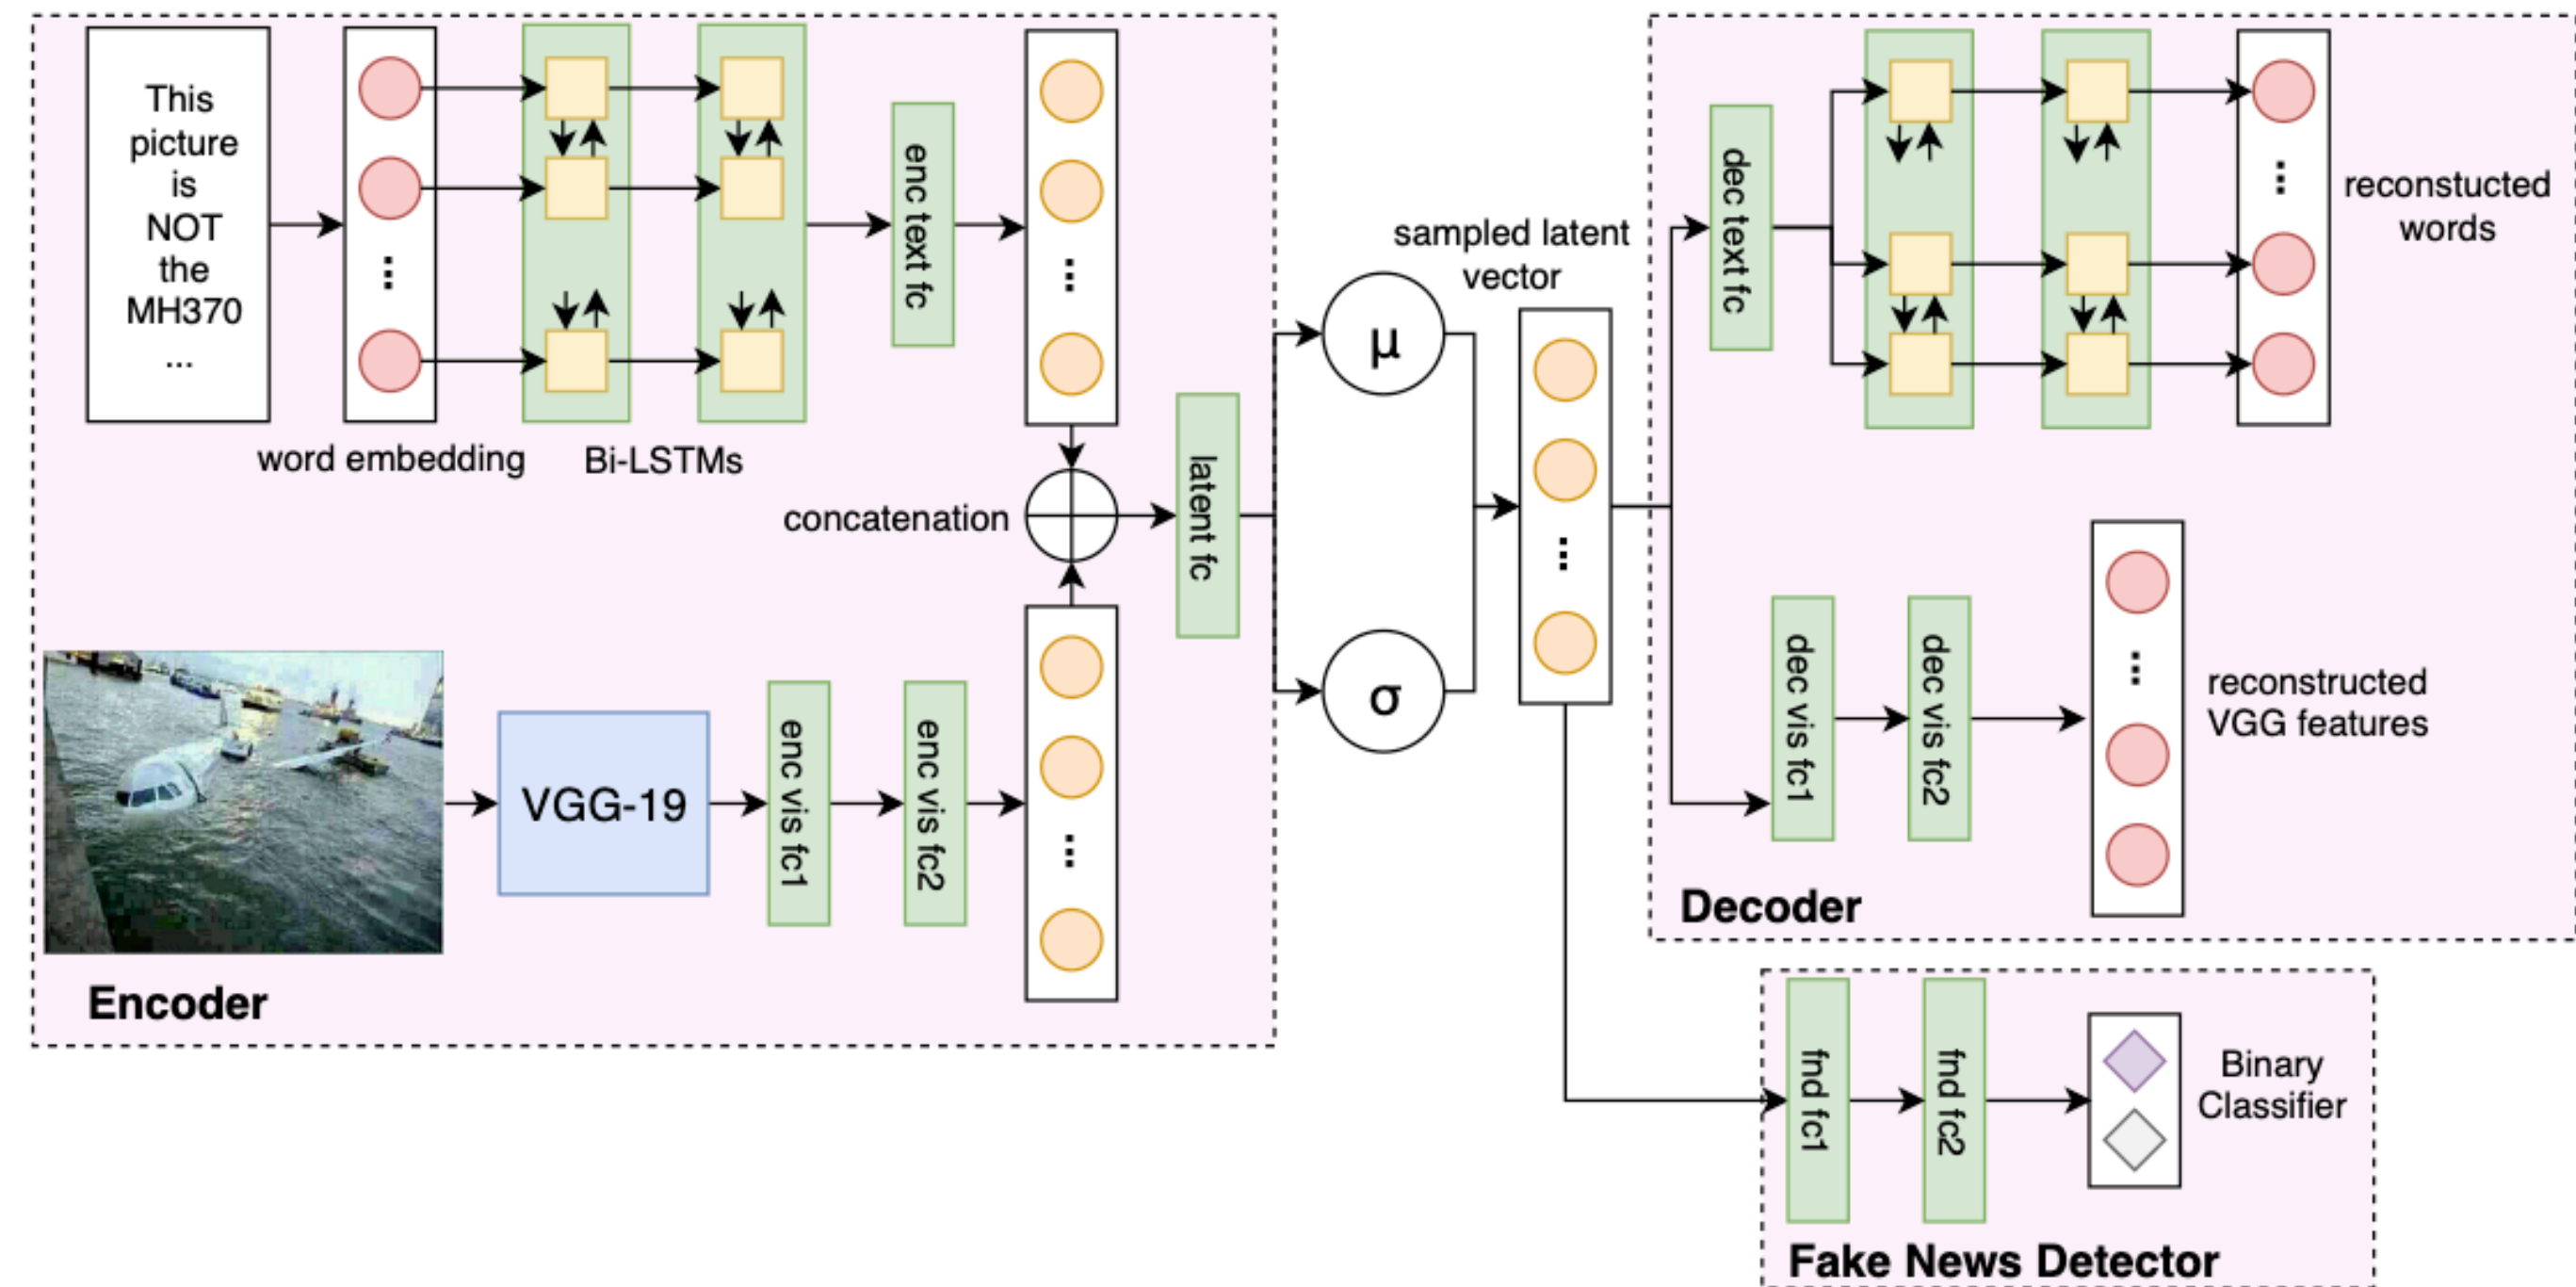 This
picture
is
NOT
the
MH370
...
word embedding
Bi-LSTMs
enc text fc
concatenation
latent fc
VGG-19
enc vis fc1
enc vis fc2
Encoder
μ
σ
sampled latent
vector
dec text fc
reconstucted
words
dec vis fc1
dec vis fc2
reconstructed
VGG features
Decoder
fnd fc1
fnd fc2
Binary
Classifier
Fake News Detector